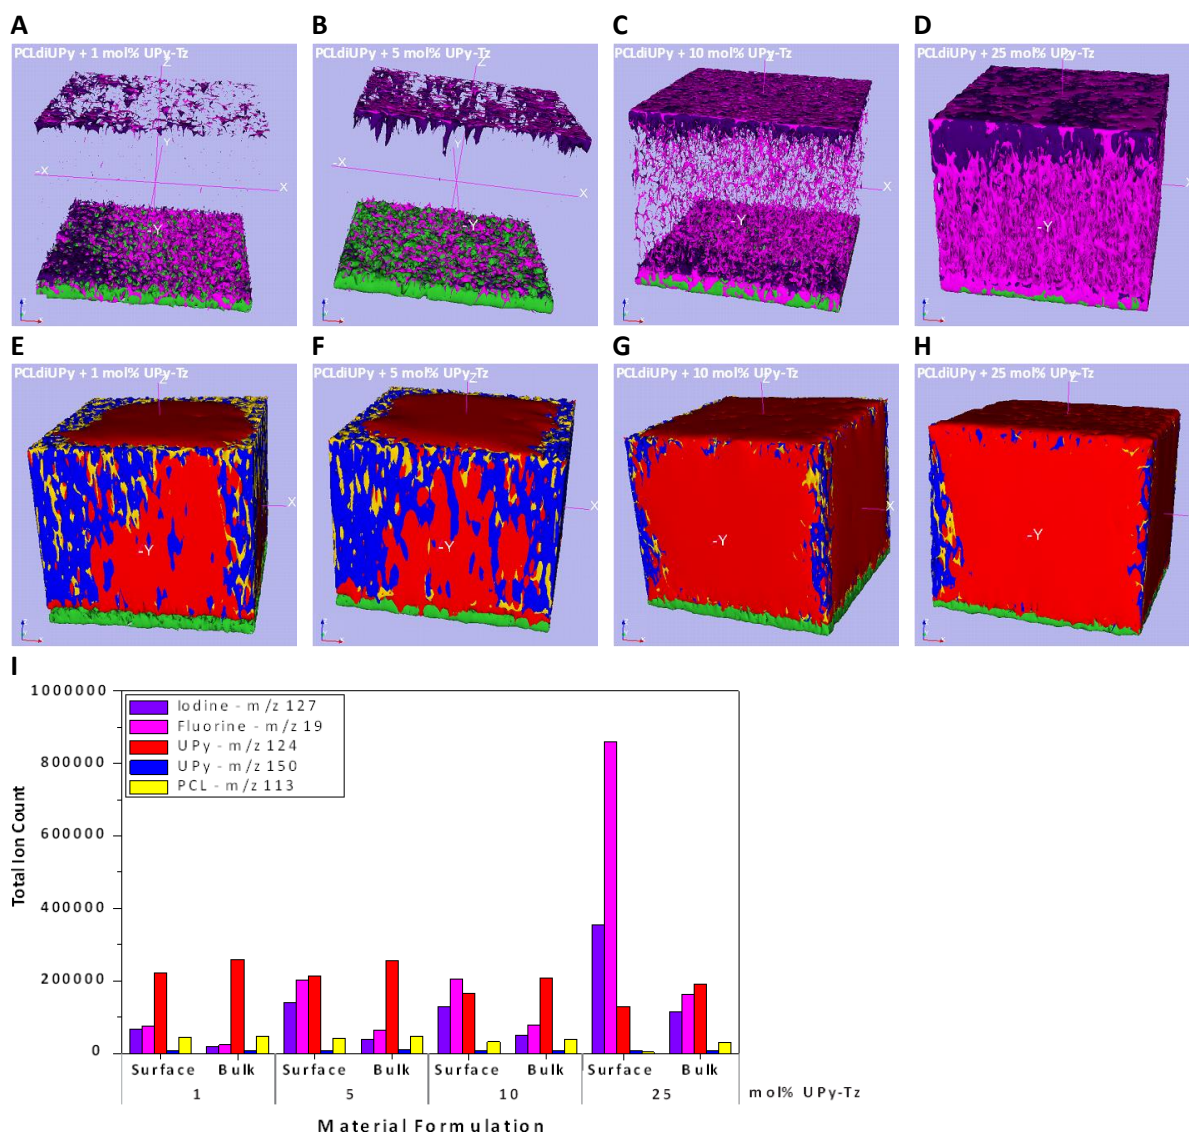 A B C D
PCLdiUPy + 1 mol% UPy-Tz
Z
Y
-X
X
-Y
PCLdiUPy + 5 mol% UPy-Tz
Z
Y
-X
X
-Y
PCLdiUPy + 10 mol% UPy-Tz
Z
X
-Y
PCLdiUPy + 25 mol% UPy-Tz
Z
X
-Y
E F G H
PCLdiUPy + 1 mol% UPy-Tz
Z
X
-Y
PCLdiUPy + 5 mol% UPy-Tz
Z
X
-Y
PCLdiUPy + 10 mol% UPy-Tz
Z
X
-Y
PCLdiUPy + 25 mol% UPy-Tz
Z
X
-Y
I
Total Ion Count
1000000
800000
600000
400000
200000
0
Iodine - m/z 127
Fluorine - m/z 19
UPy - m/z 124
UPy - m/z 150
PCL - m/z 113
Surface Bulk Surface Bulk Surface Bulk Surface Bulk
1 5 10 25 mol% UPy-Tz
Material Formulation